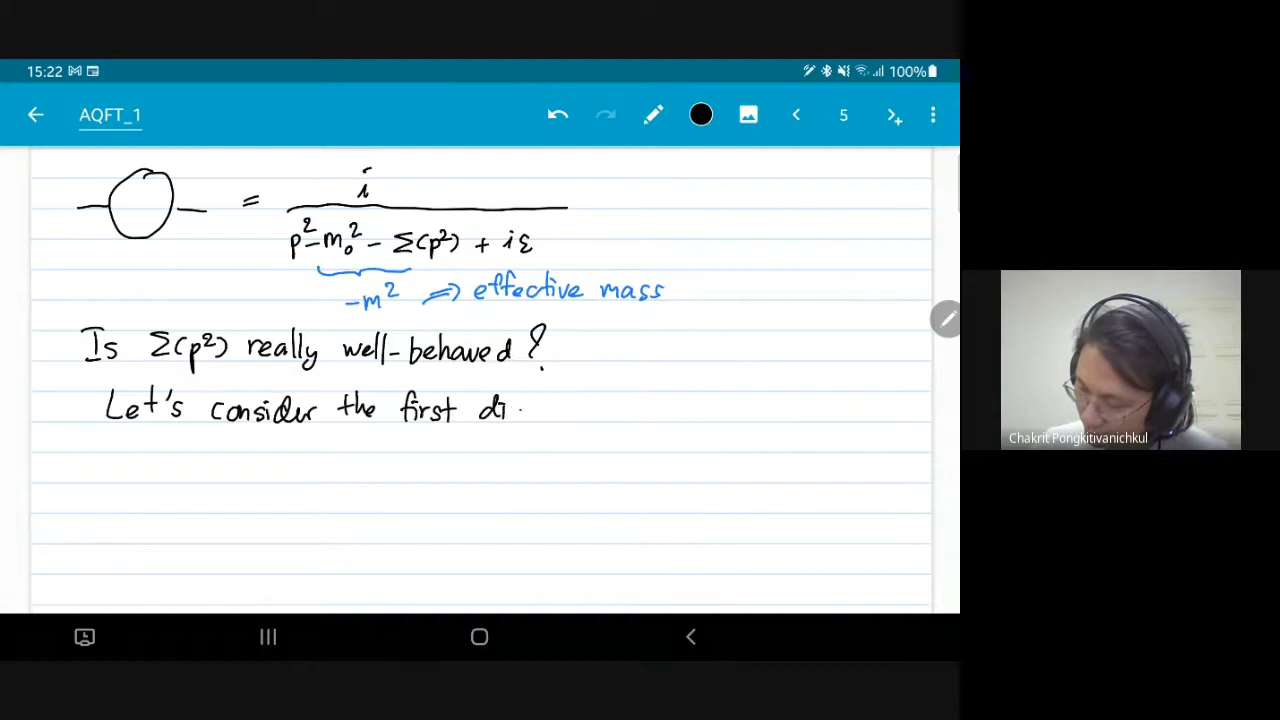 15:22 100%
AQFT_1 5
= i / (p² - m₀² - Σ(p²) + iε)
-m² ⇒ effective mass
Is Σ(p²) really well-behaved?
Let's consider the first di
Chakrit Pongkitivanichkul